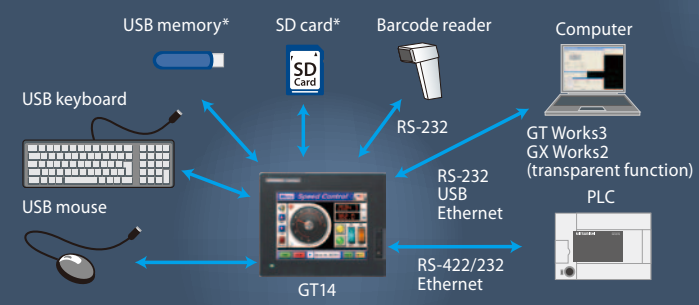 USB memory*
SD card*
Barcode reader
Computer
SD
Card
USB keyboard
RS-232
GT Works3
GX Works2
(transparent function)
RS-232
USB
Ethernet
PLC
USB mouse
Speed Control
RS-422/232
Ethernet
GT14